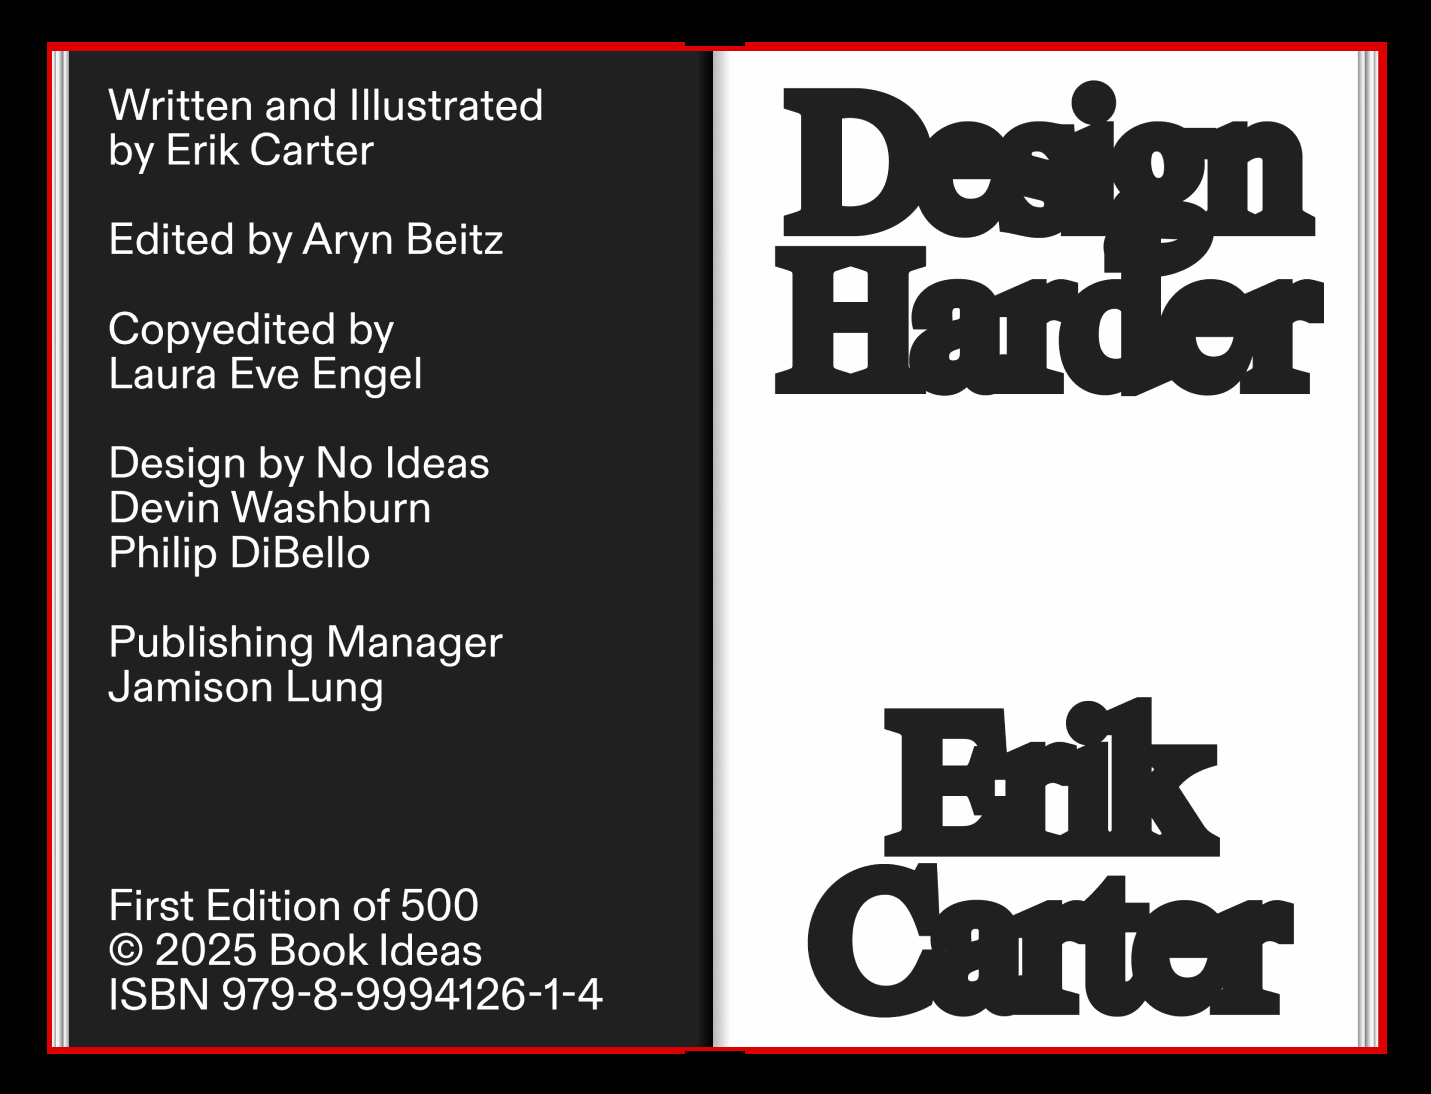 Written and Illustrated
by Erik Carter
Edited by Aryn Beitz
Copyedited by
Laura Eve Engel
Design by No Ideas
Devin Washburn
Philip DiBello
Publishing Manager
Jamison Lung
First Edition of 500
© 2025 Book Ideas
ISBN 979-8-9994126-1-4
Design
Harder
Erik
Carter